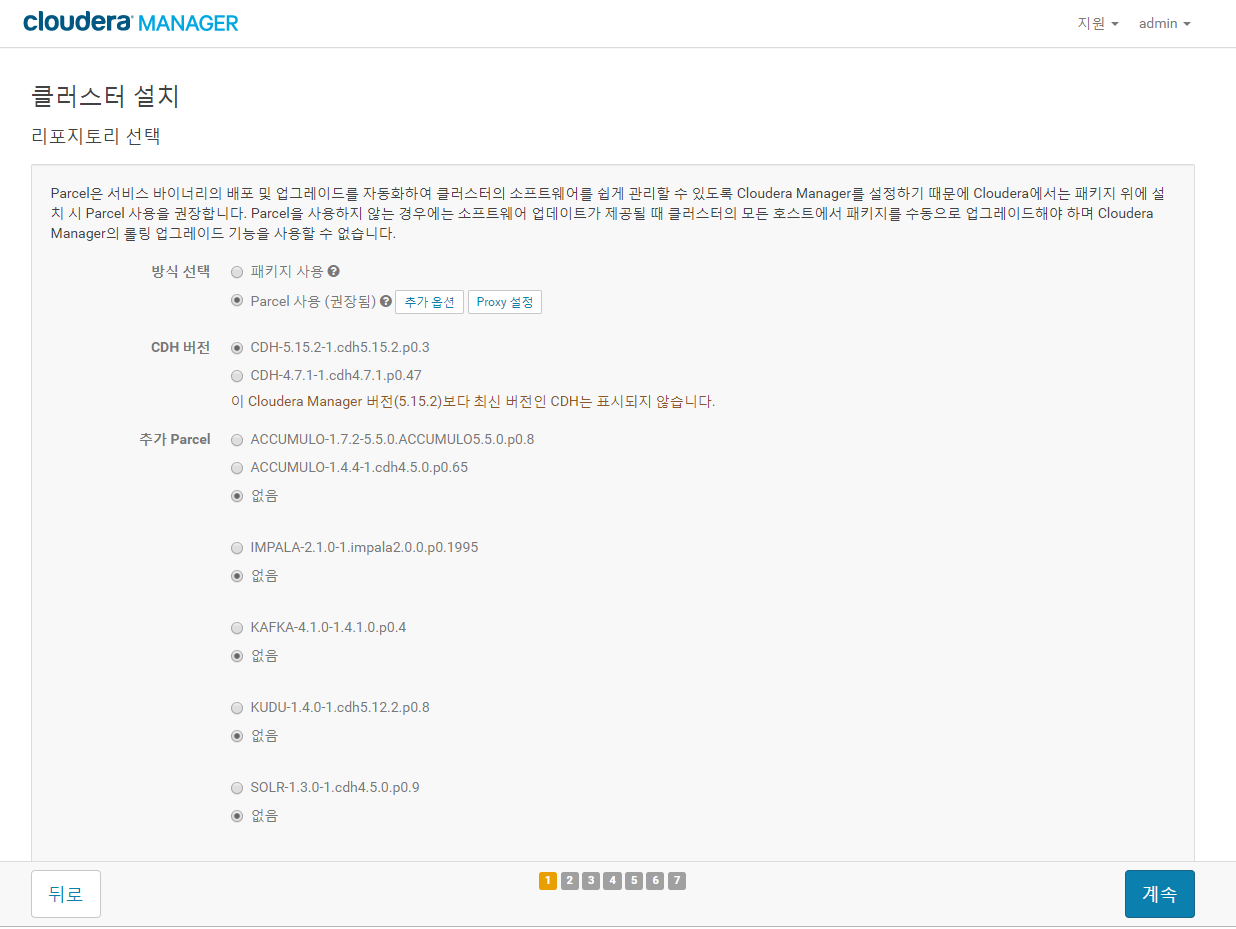 cloudera MANAGER
지원 admin
클러스터 설치
리포지토리 선택
Parcel은 서비스 바이너리의 배포 및 업그레이드를 자동화하여 클러스터의 소프트웨어를 쉽게 관리할 수 있도록 Cloudera Manager를 설정하기 때문에 Cloudera에서는 패키지 위에 설
치 시 Parcel 사용을 권장합니다. Parcel을 사용하지 않는 경우에는 소프트웨어 업데이트가 제공될 때 클러스터의 모든 호스트에서 패키지를 수동으로 업그레이드해야 하며 Cloudera
Manager의 롤링 업그레이드 기능을 사용할 수 없습니다.
방식 선택 패키지 사용 ?
Parcel 사용 (권장됨) ? 추가 옵션 Proxy 설정
CDH 버전 CDH-5.15.2-1.cdh5.15.2.p0.3
CDH-4.7.1-1.cdh4.7.1.p0.47
이 Cloudera Manager 버전(5.15.2)보다 최신 버전인 CDH는 표시되지 않습니다.
추가 Parcel ACCUMULO-1.7.2-5.5.0.ACCUMULO5.5.0.p0.8
ACCUMULO-1.4.4-1.cdh4.5.0.p0.65
없음
IMPALA-2.1.0-1.impala2.0.0.p0.1995
없음
KAFKA-4.1.0-1.4.1.0.p0.4
없음
KUDU-1.4.0-1.cdh5.12.2.p0.8
없음
SOLR-1.3.0-1.cdh4.5.0.p0.9
없음
뒤로 1 2 3 4 5 6 7 계속